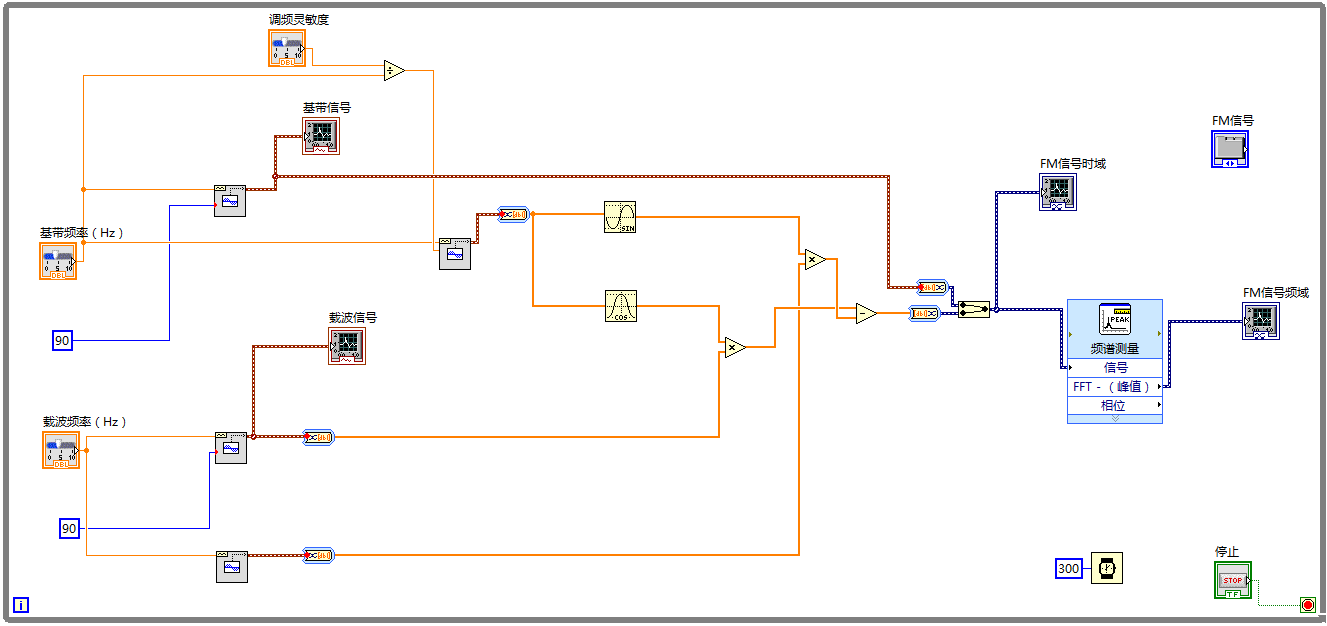 调频灵敏度
0 5 10
DBL
基带信号
FM信号
FM信号时域
基带频率（Hz）
0 5 10
DBL
SIN
FM信号频域
90
载波信号
COS
PEAK
频谱测量
信号
FFT - （峰值）
相位
载波频率（Hz）
0 5 10
DBL
90
300
停止
STOP
TF
i